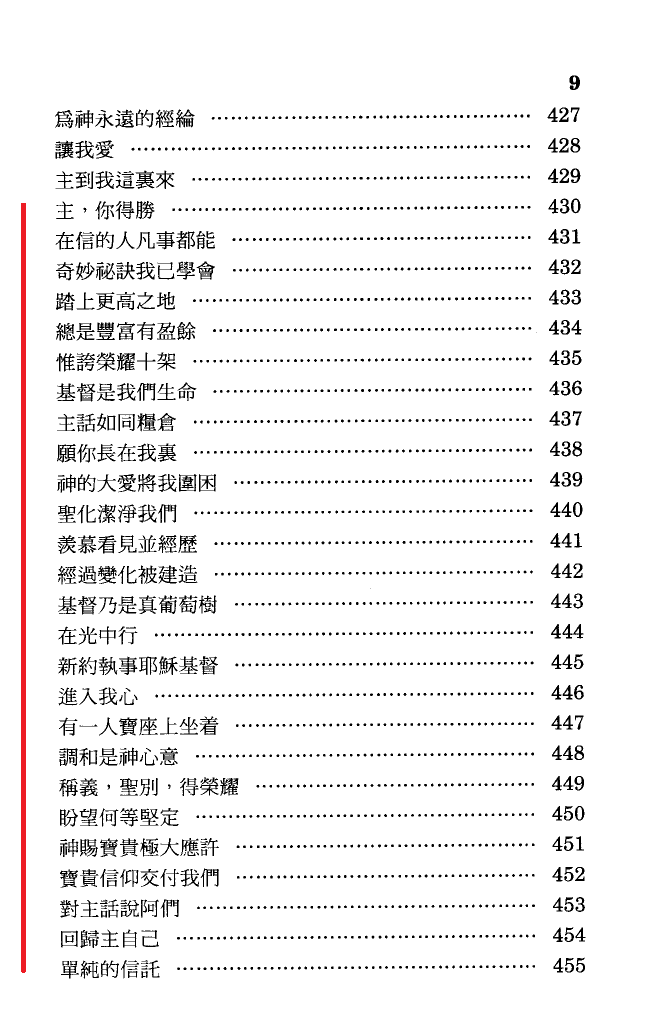 9
爲神永遠的經綸 ·············································· 427
讓我愛 ························································ 428
主到我這裏來 ················································ 429
主，你得勝 ··················································· 430
在信的人凡事都能 ·········································· 431
奇妙祕訣我已學會 ·········································· 432
踏上更高之地 ················································ 433
總是豐富有盈餘 ············································· 434
惟誇榮耀十架 ················································ 435
基督是我們生命 ············································· 436
主話如同糧倉 ················································ 437
願你長在我裏 ················································ 438
神的大愛將我圍困 ·········································· 439
聖化潔淨我們 ················································ 440
羨慕看見並經歷 ············································· 441
經過變化被建造 ············································· 442
基督乃是真葡萄樹 ·········································· 443
在光中行 ······················································ 444
新約執事耶穌基督 ·········································· 445
進入我心 ······················································ 446
有一人寶座上坐着 ·········································· 447
調和是神心意 ················································ 448
稱義，聖別，得榮耀 ······································· 449
盼望何等堅定 ················································ 450
神賜寶貴極大應許 ·········································· 451
寶貴信仰交付我們 ·········································· 452
對主話說阿們 ················································ 453
回歸主自己 ··················································· 454
單純的信託 ··················································· 455